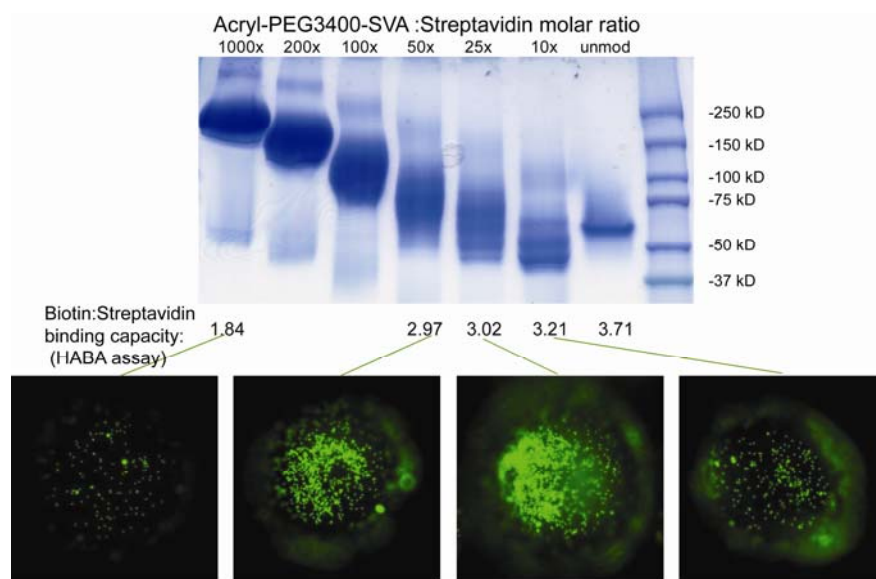 Acryl-PEG3400-SVA :Streptavidin molar ratio
1000x 200x 100x 50x 25x 10x unmod
-250 kD
-150 kD
-100 kD
-75 kD
-50 kD
-37 kD
Biotin:Streptavidin
binding capacity: 1.84 2.97 3.02 3.21 3.71
(HABA assay)